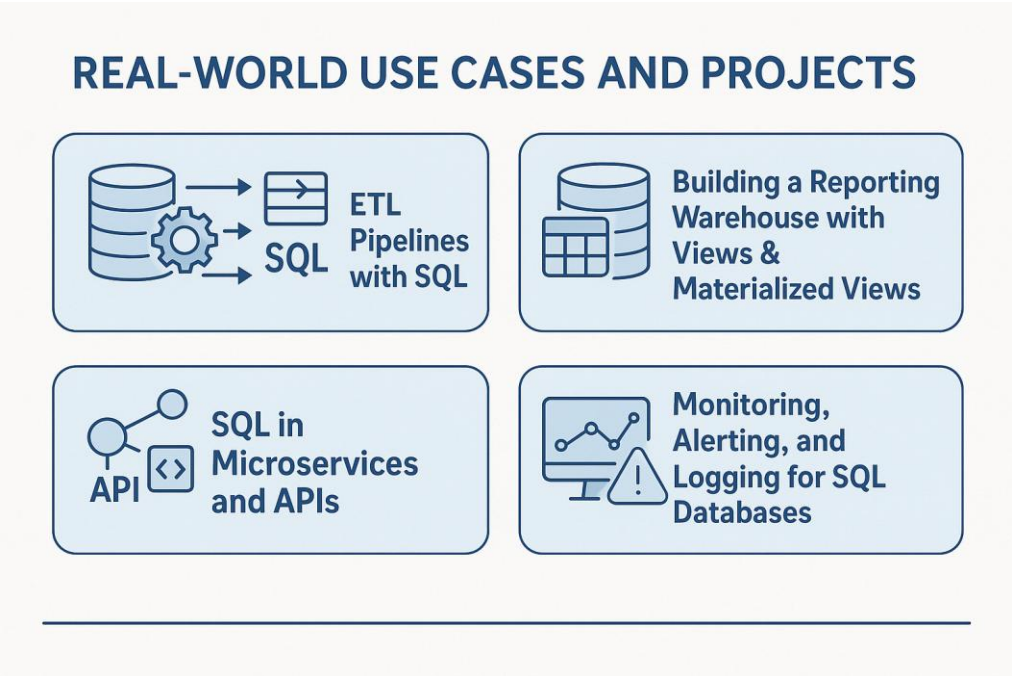 REAL-WORLD USE CASES AND PROJECTS
SQL
ETL
Pipelines
with SQL
Building a Reporting
Warehouse with
Views &
Materialized Views
API
SQL in
Microservices
and APIs
Monitoring,
Alerting, and
Logging for SQL
Databases